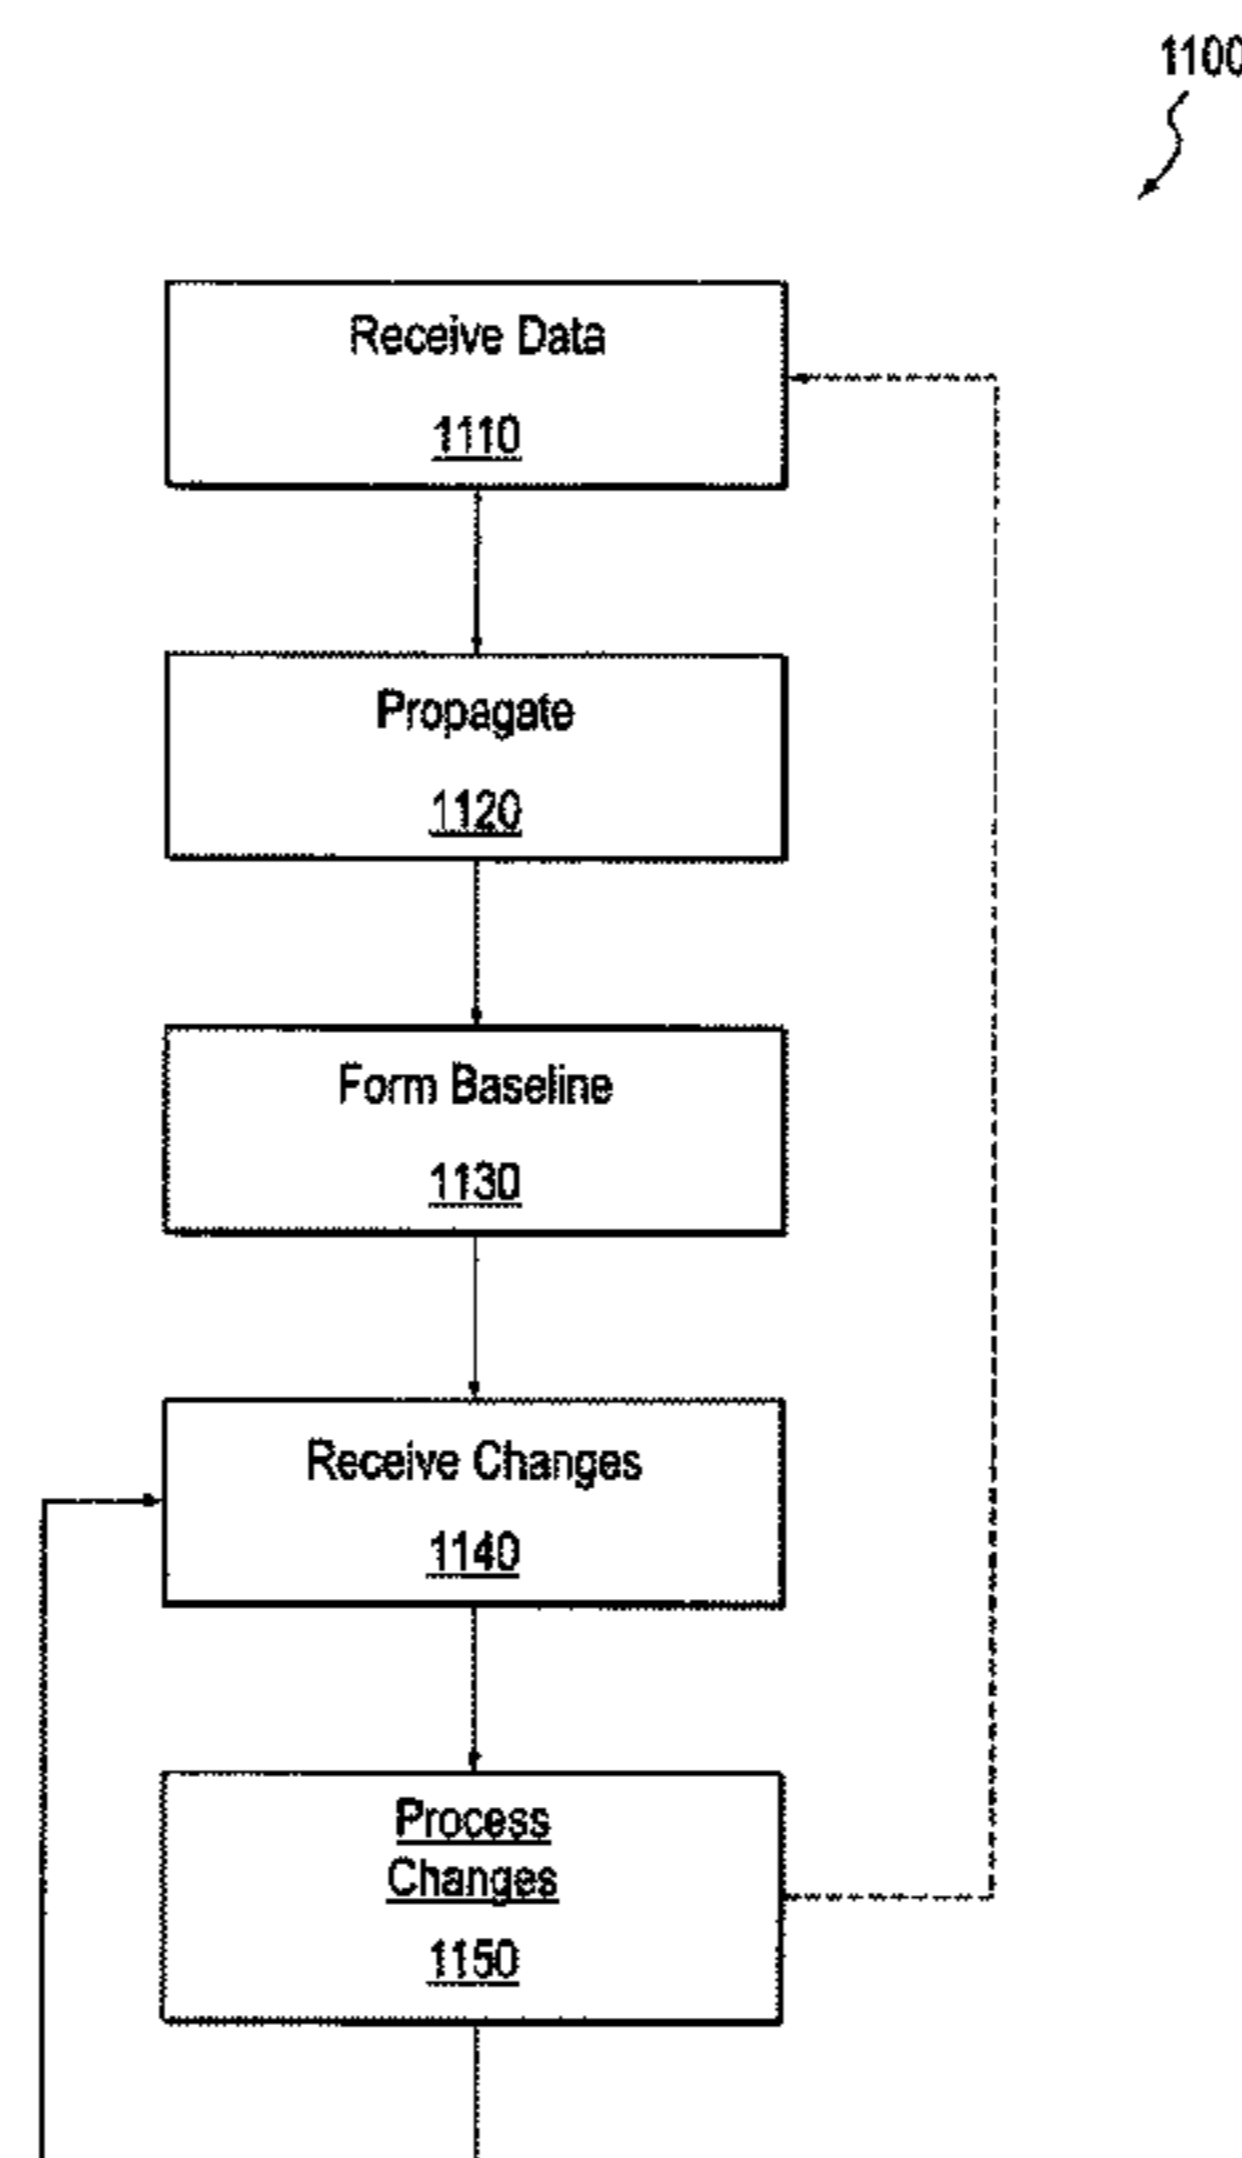 1100
Receive Data
1110
Propagate
1120
Form Baseline
1130
Receive Changes
1140
Process
Changes
1150